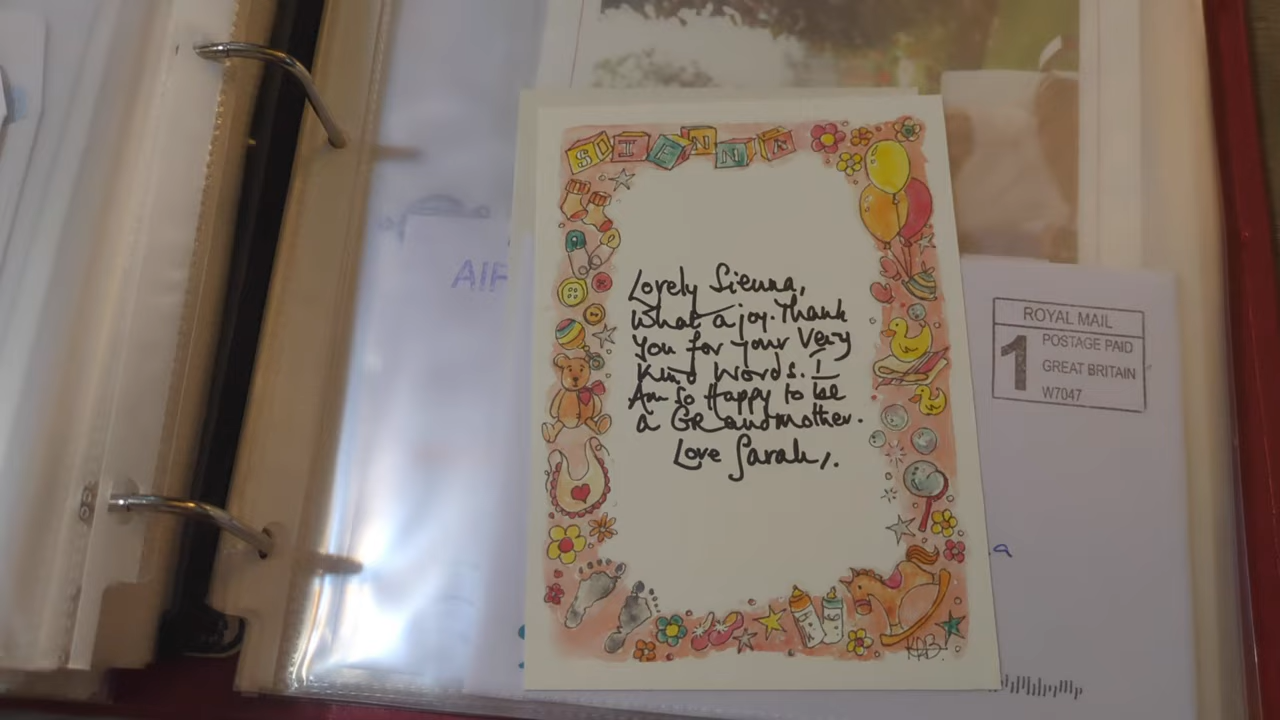 SIENNA
Lovely Sienna,
What a joy. Thank
You for your Very
Kind Words. I
Am so Happy to be
a GRandmother.
Love Sarah,.
KAB
AIR
ROYAL MAIL
1
POSTAGE PAID
GREAT BRITAIN
W7047